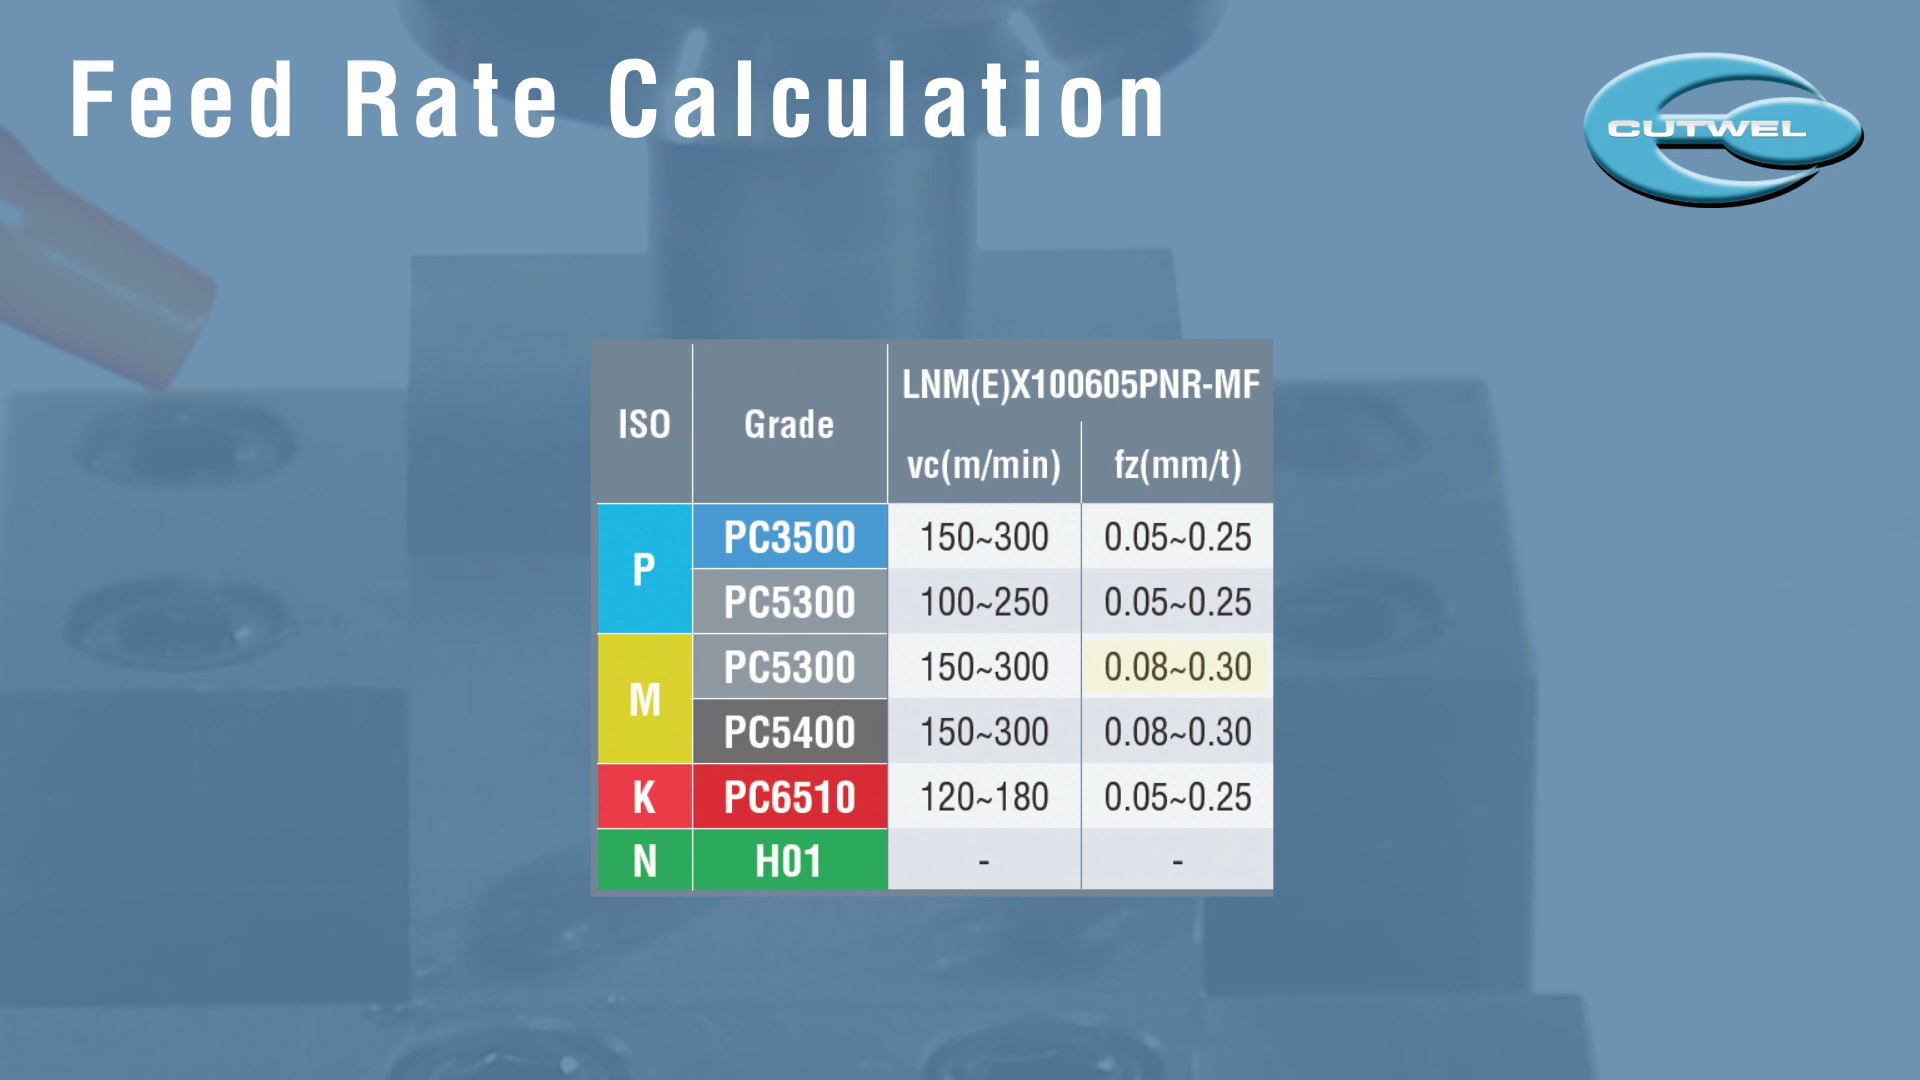 Feed Rate Calculation
CUTWEL
ISO Grade LNM(E)X100605PNR-MF
vc(m/min) fz(mm/t)
P PC3500 150~300 0.05~0.25
PC5300 100~250 0.05~0.25
M PC5300 150~300 0.08~0.30
PC5400 150~300 0.08~0.30
K PC6510 120~180 0.05~0.25
N H01 - -